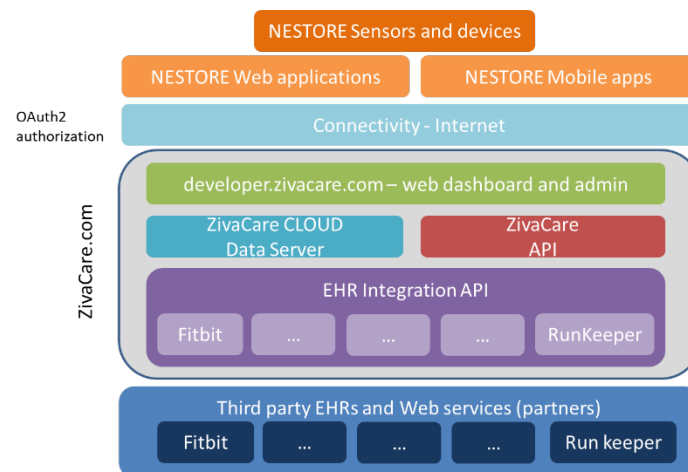 NESTORE Sensors and devices
NESTORE Web applications
NESTORE Mobile apps
OAuth2
authorization
Connectivity - Internet
ZivaCare.com
developer.zivacare.com – web dashboard and admin
ZivaCare CLOUD
Data Server
ZivaCare
API
EHR Integration API
Fitbit
...
...
...
RunKeeper
Third party EHRs and Web services (partners)
Fitbit
...
...
...
Run keeper